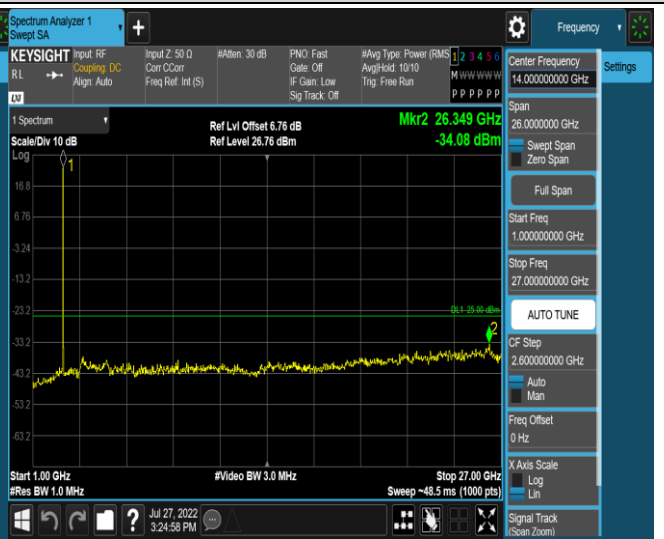 Spectrum Analyzer 1
Swept SA
Frequency
Settings
KEYSIGHT
RL
LXI
Input: RF
Coupling: DC
Align: Auto
Input Z: 50 Ω
Corr CCorr
Freq Ref: Int (S)
#Atten: 30 dB
PNO: Fast
Gate: Off
IF Gain: Low
Sig Track: Off
#Avg Type: Power (RMS
Avg|Hold: 10/10
Trig: Free Run
1 2 3 4 5 6
M W W W W W
P P P P P P
1 Spectrum
Scale/Div 10 dB
Ref Lvl Offset 6.76 dB
Ref Level 26.76 dBm
Mkr2 26.349 GHz
-34.08 dBm
Log
1
16.8
6.76
-3.24
-13.2
-23.2
DL1 -25.00 dBm
2
-33.2
-43.2
-53.2
-63.2
Start 1.00 GHz
#Video BW 3.0 MHz
Stop 27.00 GHz
#Res BW 1.0 MHz
Sweep ~48.5 ms (1000 pts)
Jul 27, 2022
3:24:58 PM
Center Frequency
14.000000000 GHz
Span
26.0000000 GHz
Swept Span
Zero Span
Full Span
Start Freq
1.000000000 GHz
Stop Freq
27.000000000 GHz
AUTO TUNE
CF Step
2.600000000 GHz
Auto
Man
Freq Offset
0 Hz
X Axis Scale
Log
Lin
Signal Track
(Span Zoom)